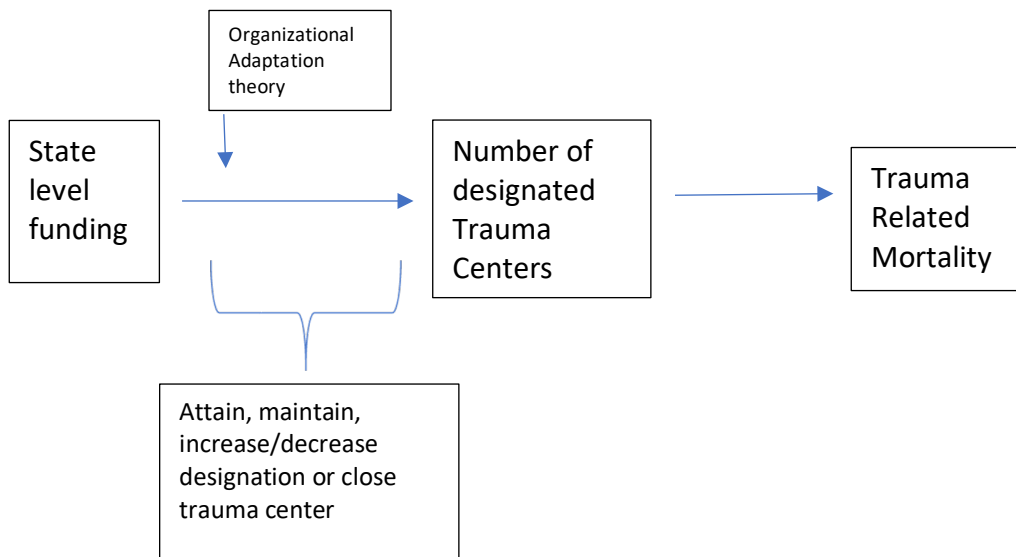 Organizational
Adaptation
theory
State
level
funding
Number of
designated
Trauma
Centers
Trauma
Related
Mortality
Attain, maintain,
increase/decrease
designation or close
trauma center